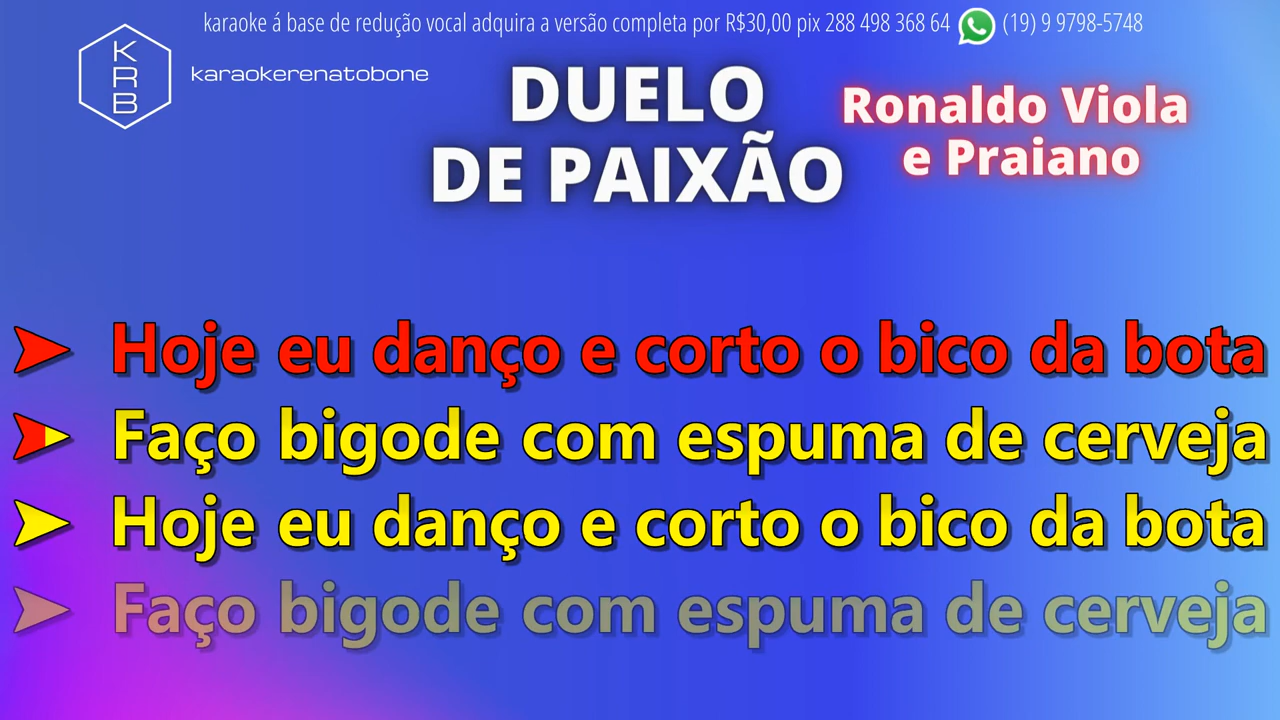 karaoke á base de redução vocal adquira a versão completa por R$30,00 pix 288 498 368 64 (19) 9 9798-5748
KRB
karaokerenatobone
DUELO
DE PAIXÃO
Ronaldo Viola
e Praiano
Hoje eu danço e corto o bico da bota
Faço bigode com espuma de cerveja
Hoje eu danço e corto o bico da bota
Faço bigode com espuma de cerveja